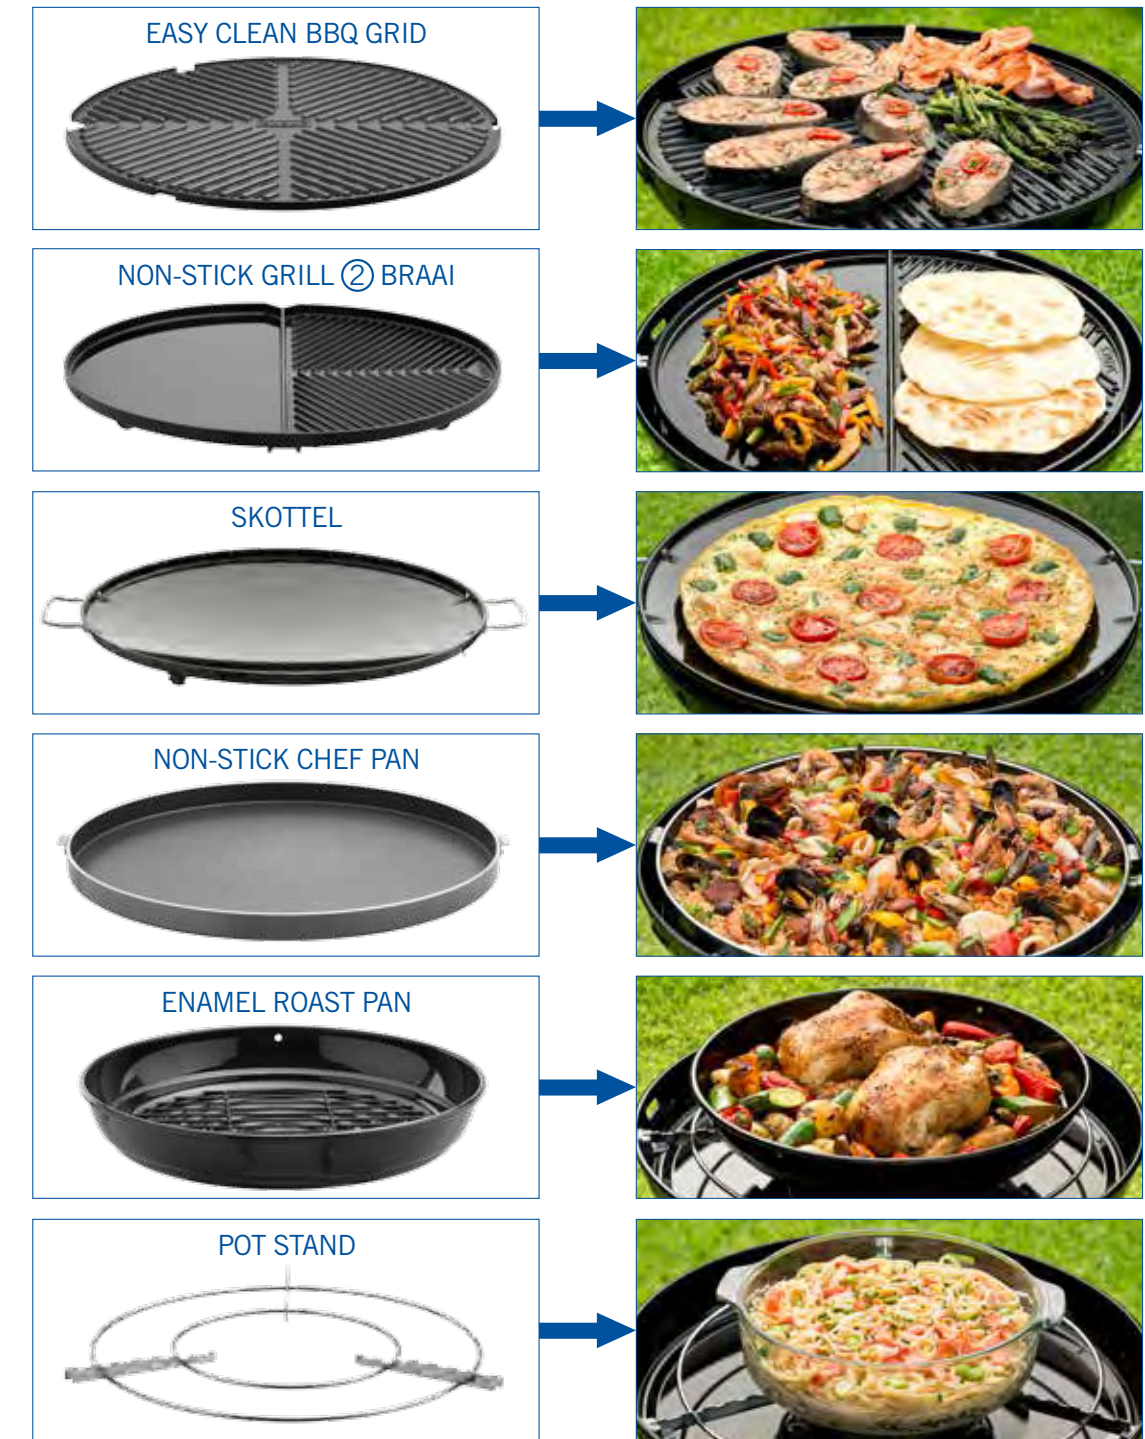 EASY CLEAN BBQ GRID
NON-STICK GRILL ② BRAAI
SKOTTEL
NON-STICK CHEF PAN
ENAMEL ROAST PAN
POT STAND